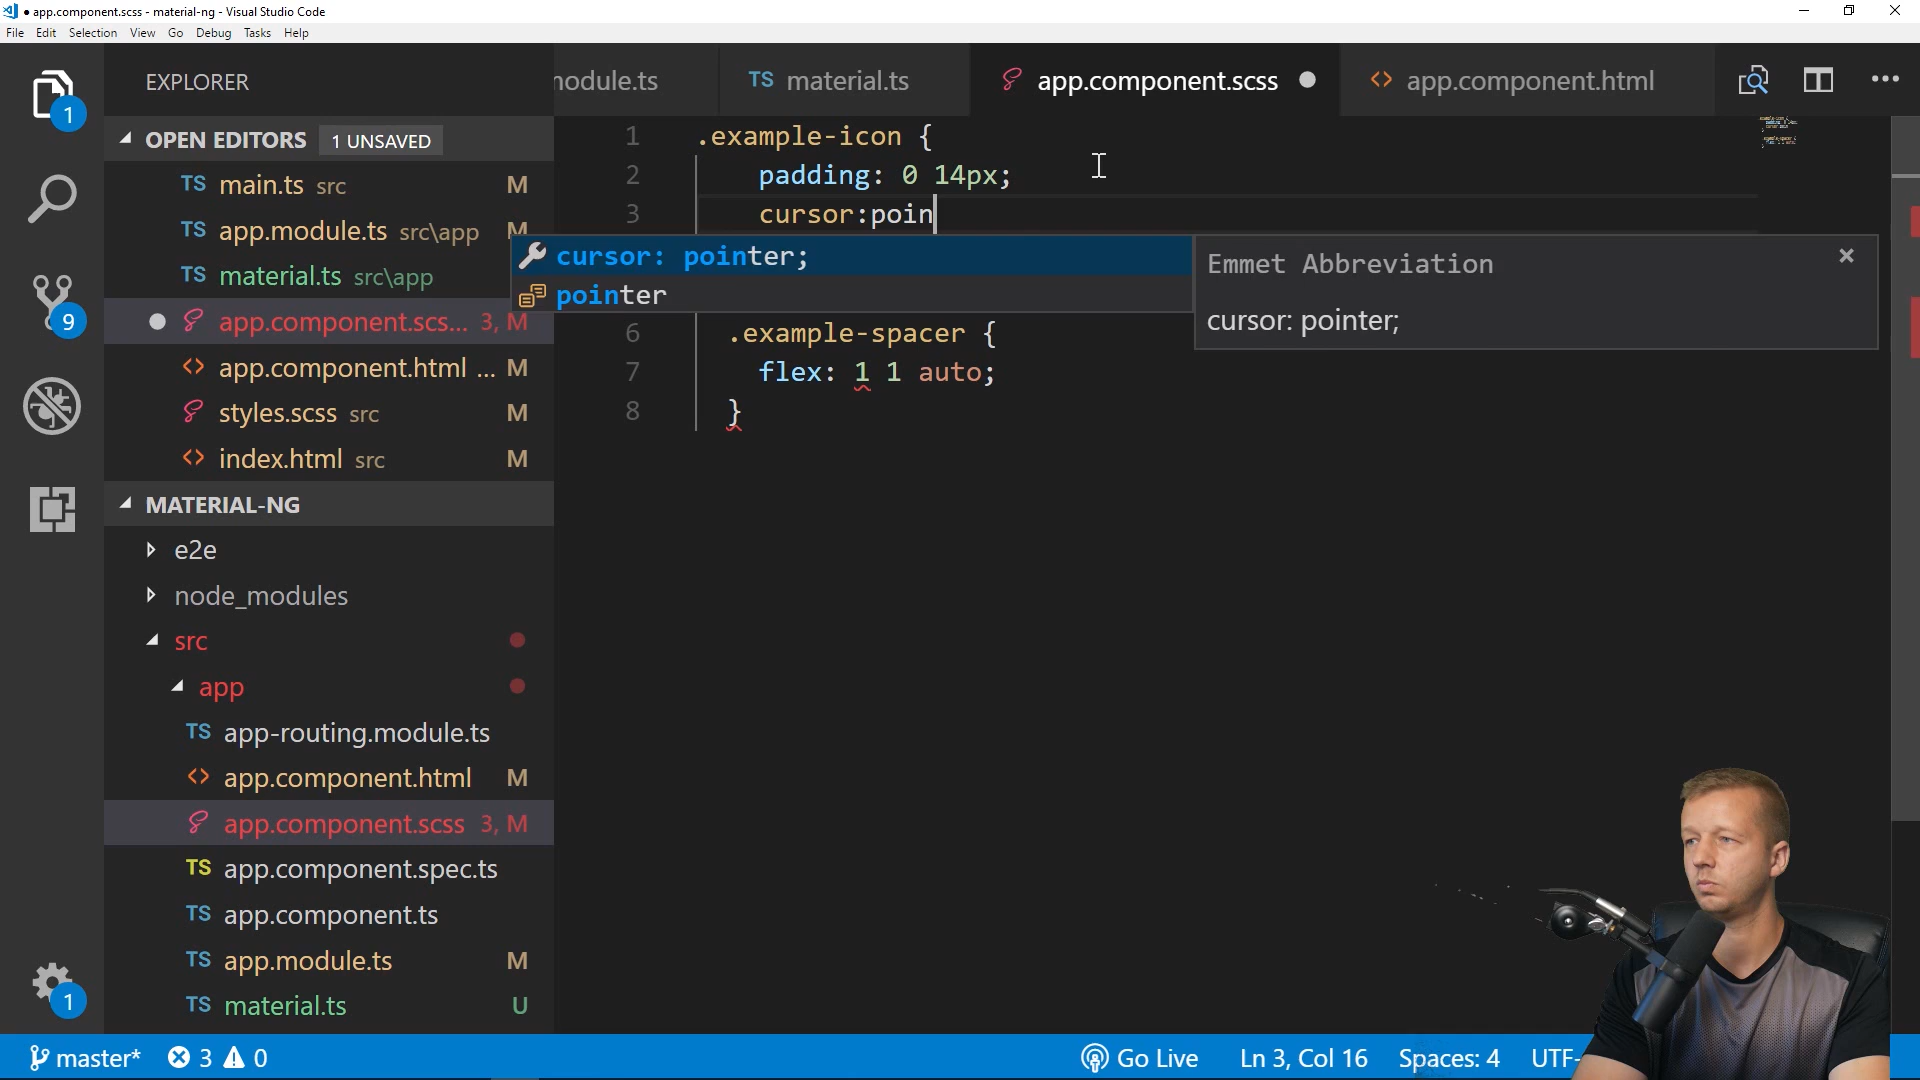 app.component.scss - material-ng - Visual Studio Code
File Edit Selection View Go Debug Tasks Help
EXPLORER
module.ts
TS material.ts
app.component.scss
<> app.component.html
OPEN EDITORS 1 UNSAVED
TS main.ts src M
TS app.module.ts src\app M
TS material.ts src\app
app.component.scs... 3, M
<> app.component.html ... M
styles.scss src M
<> index.html src M
MATERIAL-NG
e2e
node_modules
src
app
TS app-routing.module.ts
<> app.component.html M
app.component.scss 3, M
TS app.component.spec.ts
TS app.component.ts
TS app.module.ts M
TS material.ts U
1
9
1
1 .example-icon {
2 padding: 0 14px;
3 cursor:poin
cursor: pointer;
pointer
Emmet Abbreviation
cursor: pointer;
6 .example-spacer {
7 flex: 1 1 auto;
8 }
master* 3 0
Go Live Ln 3, Col 16 Spaces: 4 UTF-